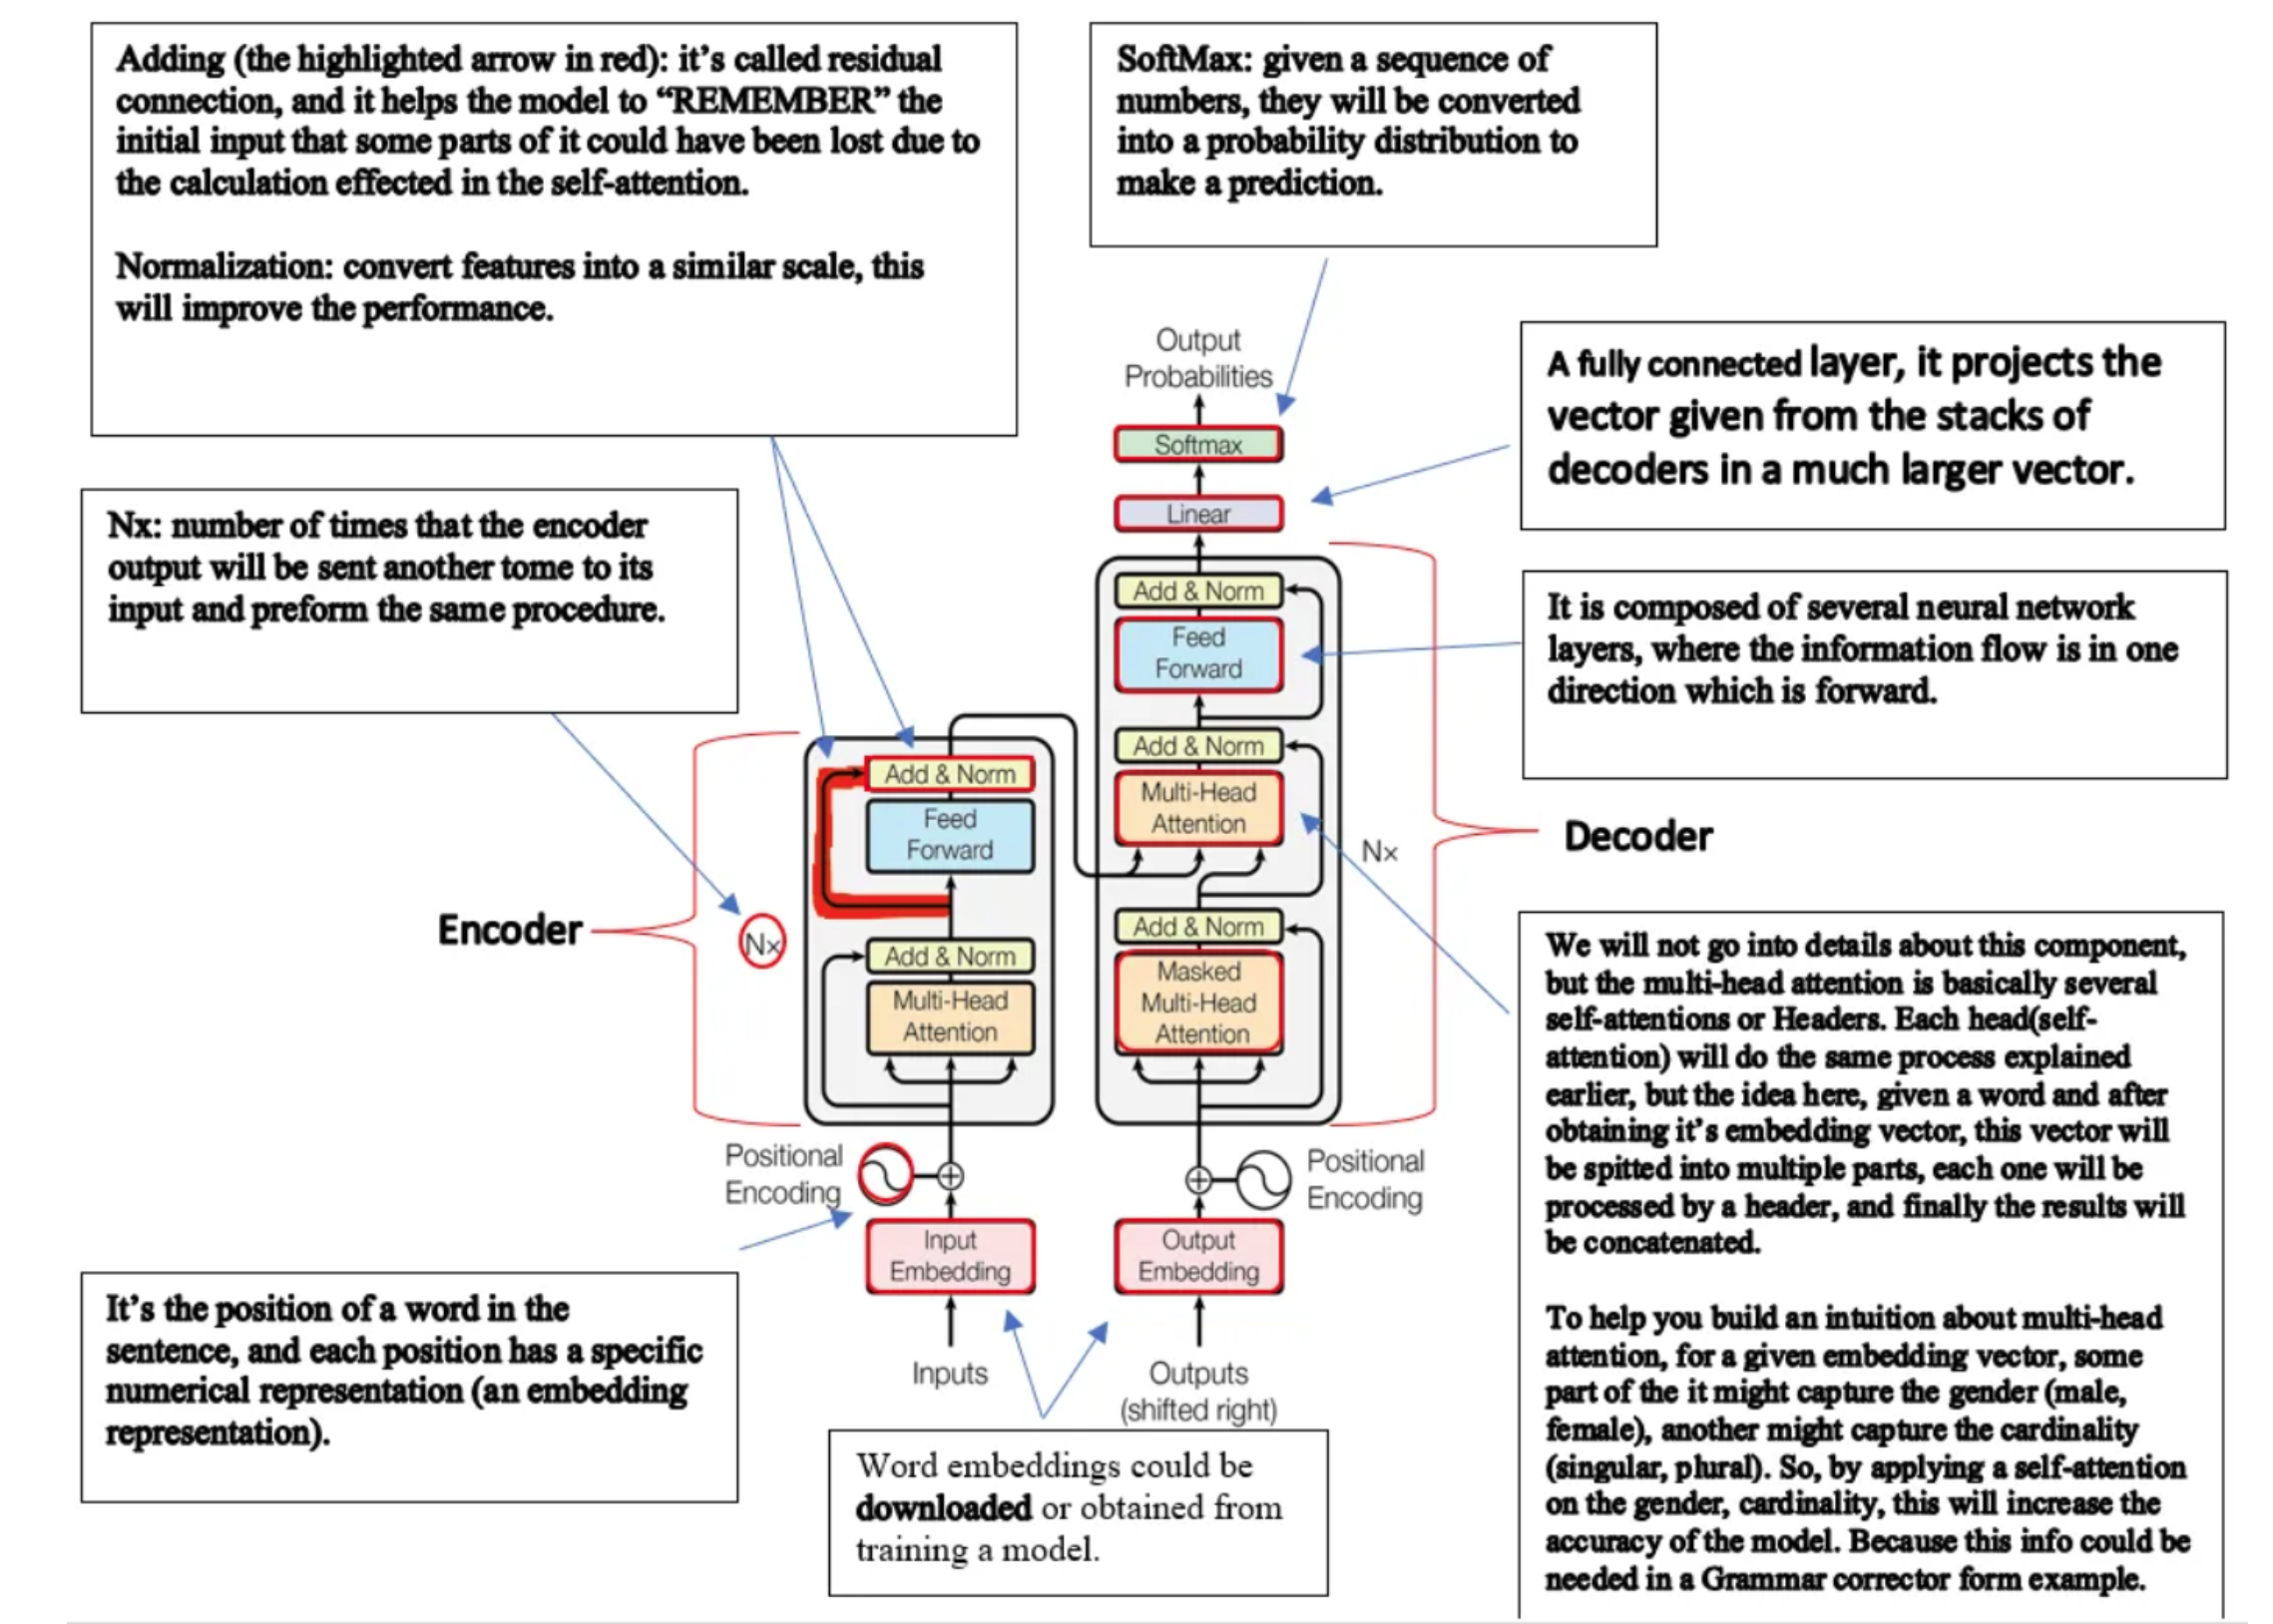 Adding (the highlighted arrow in red): it's called residual
connection, and it helps the model to “REMEMBER” the
initial input that some parts of it could have been lost due to
the calculation effected in the self-attention.
Normalization: convert features into a similar scale, this
will improve the performance.
SoftMax: given a sequence of
numbers, they will be converted
into a probability distribution to
make a prediction.
Nx: number of times that the encoder
output will be sent another tome to its
input and preform the same procedure.
A fully connected layer, it projects the
vector given from the stacks of
decoders in a much larger vector.
It is composed of several neural network
layers, where the information flow is in one
direction which is forward.
Output
Probabilities
Softmax
Linear
Add & Norm
Feed
Forward
Add & Norm
Multi-Head
Attention
Add & Norm
Masked
Multi-Head
Attention
Nx
Decoder
Add & Norm
Feed
Forward
Add & Norm
Multi-Head
Attention
Encoder
Nx
Positional
Encoding
Positional
Encoding
Input
Embedding
Output
Embedding
Inputs
Outputs
(shifted right)
We will not go into details about this component,
but the multi-head attention is basically several
self-attentions or Headers. Each head(self-
attention) will do the same process explained
earlier, but the idea here, given a word and after
obtaining it's embedding vector, this vector will
be spitted into multiple parts, each one will be
processed by a header, and finally the results will
be concatenated.
To help you build an intuition about multi-head
attention, for a given embedding vector, some
part of the it might capture the gender (male,
female), another might capture the cardinality
(singular, plural). So, by applying a self-attention
on the gender, cardinality, this will increase the
accuracy of the model. Because this info could be
needed in a Grammar corrector form example.
It's the position of a word in the
sentence, and each position has a specific
numerical representation (an embedding
representation).
Word embeddings could be
downloaded or obtained from
training a model.